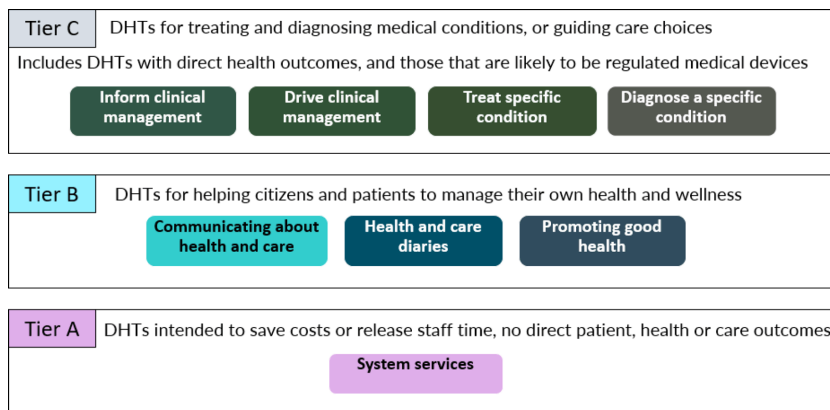 Tier C
DHTs for treating and diagnosing medical conditions, or guiding care choices
Includes DHTs with direct health outcomes, and those that are likely to be regulated medical devices
Inform clinical
management
Drive clinical
management
Treat specific
condition
Diagnose a specific
condition
Tier B
DHTs for helping citizens and patients to manage their own health and wellness
Communicating about
health and care
Health and care
diaries
Promoting good
health
Tier A
DHTs intended to save costs or release staff time, no direct patient, health or care outcomes
System services